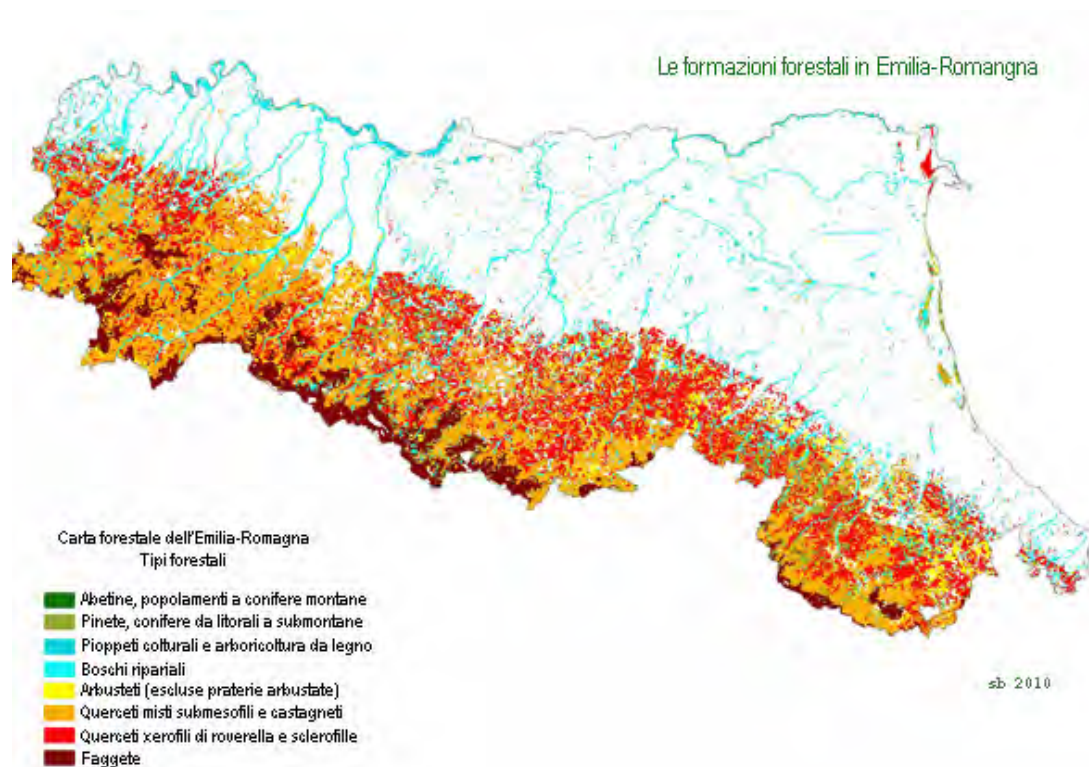 Le formazioni forestali in Emilia-Romangna
Carta forestale dell'Emilia-Romagna
Tipi forestali
Abetine, popolamenti a conifere montane
Pinete, conifere da litorali a submontane
Pioppeti colturali e arboricoltura da legno
Boschi ripariali
Arbusteti (escluse praterie arbustate)
Querceti misti submesofili e castagneti
Querceti xerofili di roverella e sclerofille
Faggete
sb 2010